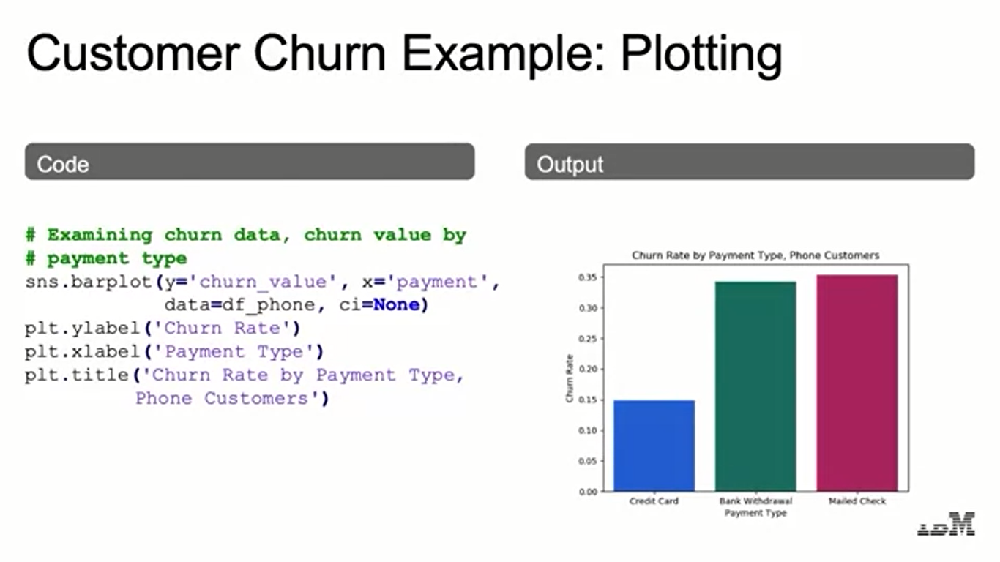 Customer Churn Example: Plotting
Code
# Examining churn data, churn value by
# payment type
sns.barplot(y='churn_value', x='payment',
data=df_phone, ci=None)
plt.ylabel('Churn Rate')
plt.xlabel('Payment Type')
plt.title('Churn Rate by Payment Type,
Phone Customers')
Output
Churn Rate by Payment Type, Phone Customers
0.35
0.30
0.25
0.20
0.15
0.10
0.05
0.00
Churn Rate
Credit Card Bank Withdrawal Mailed Check
Payment Type
IBM